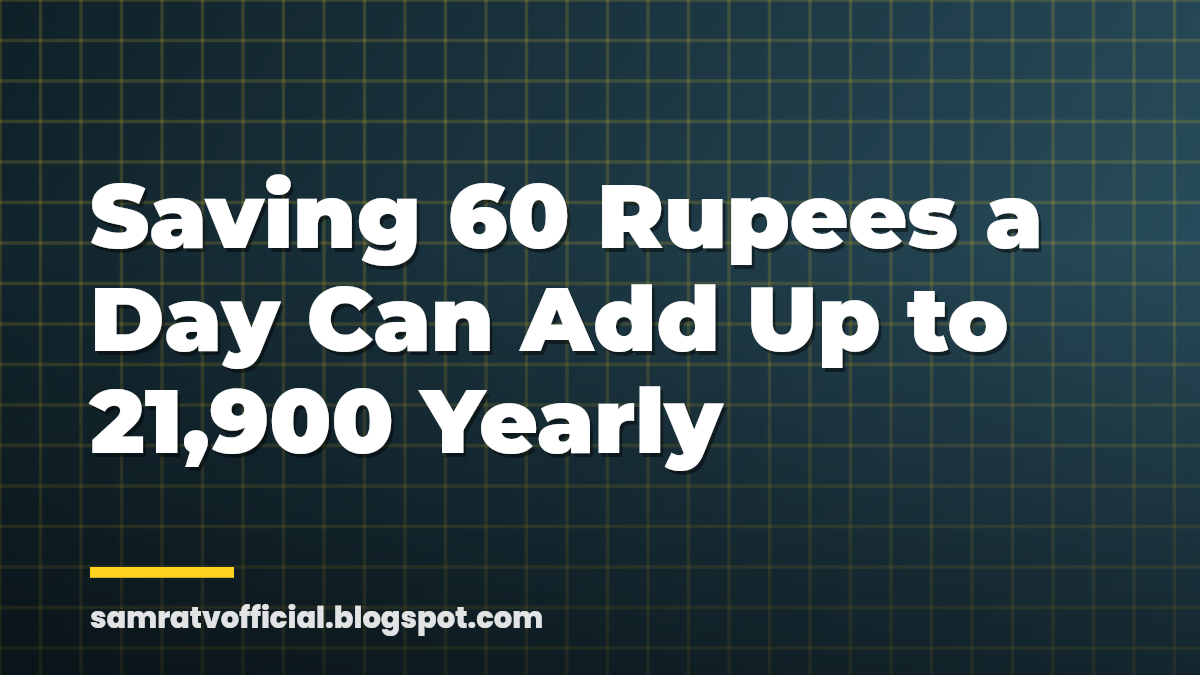 Saving 60 Rupees a
Day Can Add Up to
21,900 Yearly
samratvofficial.blogspot.com